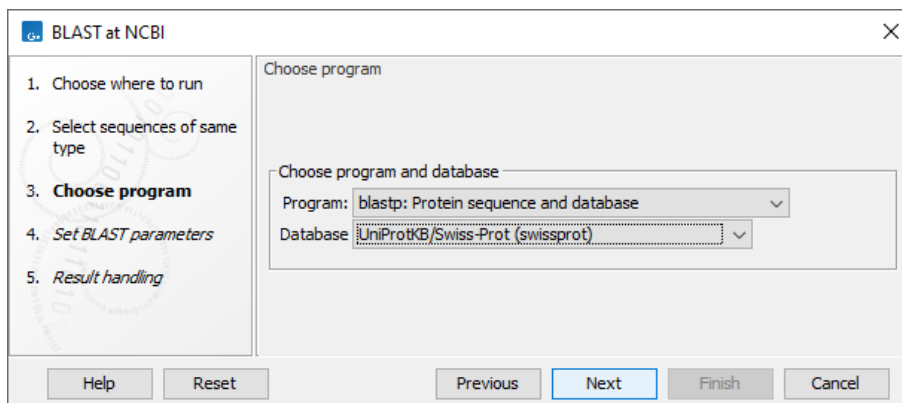 G.
BLAST at NCBI
1. Choose where to run
2. Select sequences of same
type
3. Choose program
4. Set BLAST parameters
5. Result handling
Choose program
Choose program and database
Program: blastp: Protein sequence and database
Database UniProtKB/Swiss-Prot (swissprot)
Help Reset Previous Next Finish Cancel